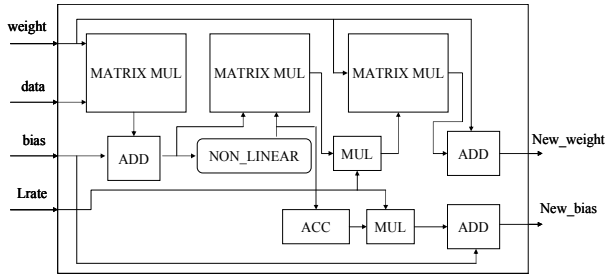 weight
MATRIX MUL
MATRIX MUL
MATRIX MUL
data
bias
ADD
NON_LINEAR
MUL
ADD
New_weight
Lrate
ACC
MUL
ADD
New_bias